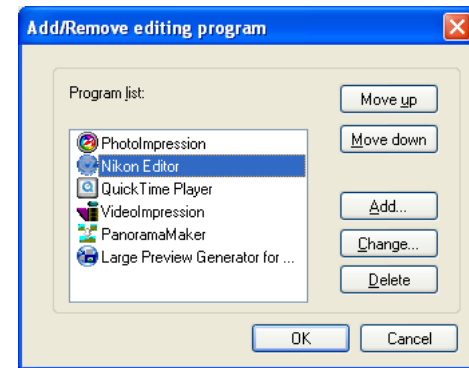 Add/Remove editing program
Program list:
PhotoImpression
Nikon Editor
QuickTime Player
VideoImpression
PanoramaMaker
Large Preview Generator for ...
Move up
Move down
Add...
Change...
Delete
OK
Cancel